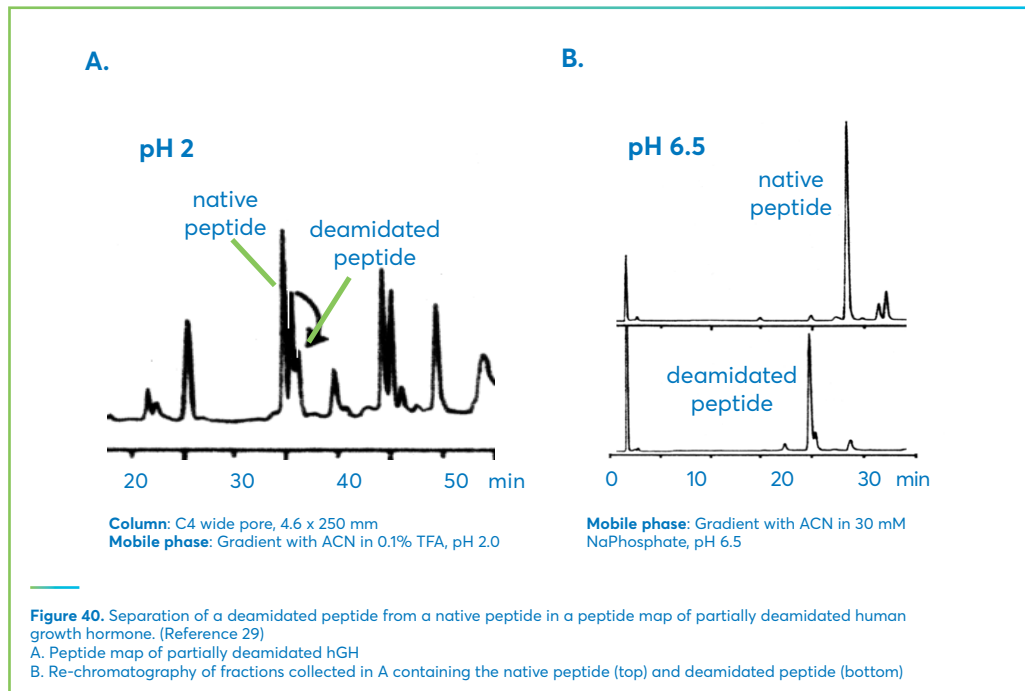 A.
pH 2
native
peptide
deamidated
peptide
20 30 40 50 min
Column: C4 wide pore, 4.6 x 250 mm
Mobile phase: Gradient with ACN in 0.1% TFA, pH 2.0
B.
pH 6.5
native
peptide
deamidated
peptide
0 10 20 30 min
Mobile phase: Gradient with ACN in 30 mM
NaPhosphate, pH 6.5
Figure 40. Separation of a deamidated peptide from a native peptide in a peptide map of partially deamidated human
growth hormone. (Reference 29)
A. Peptide map of partially deamidated hGH
B. Re-chromatography of fractions collected in A containing the native peptide (top) and deamidated peptide (bottom)